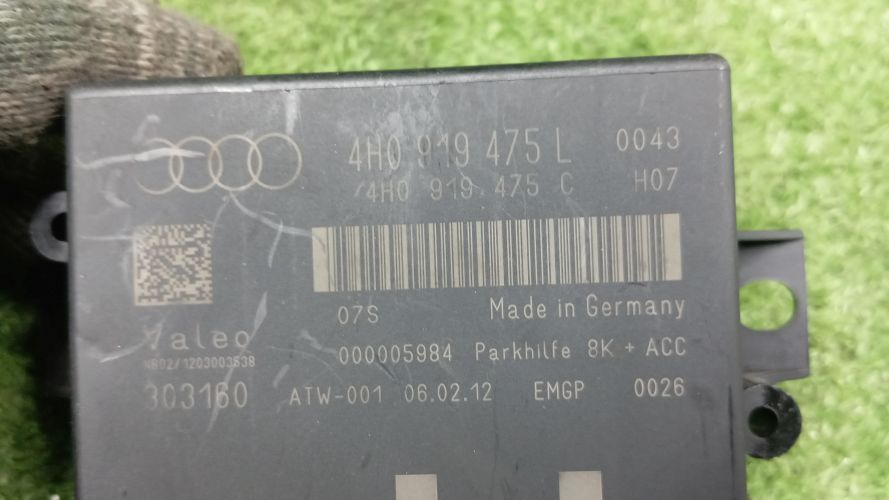 4H0 919 475 L 0043
4H0 919 475 C H07
07S Made in Germany
Valeo
000005984 Parkhilfe 8K + ACC
303160 ATW-001 06.02.12 EMGP 0026